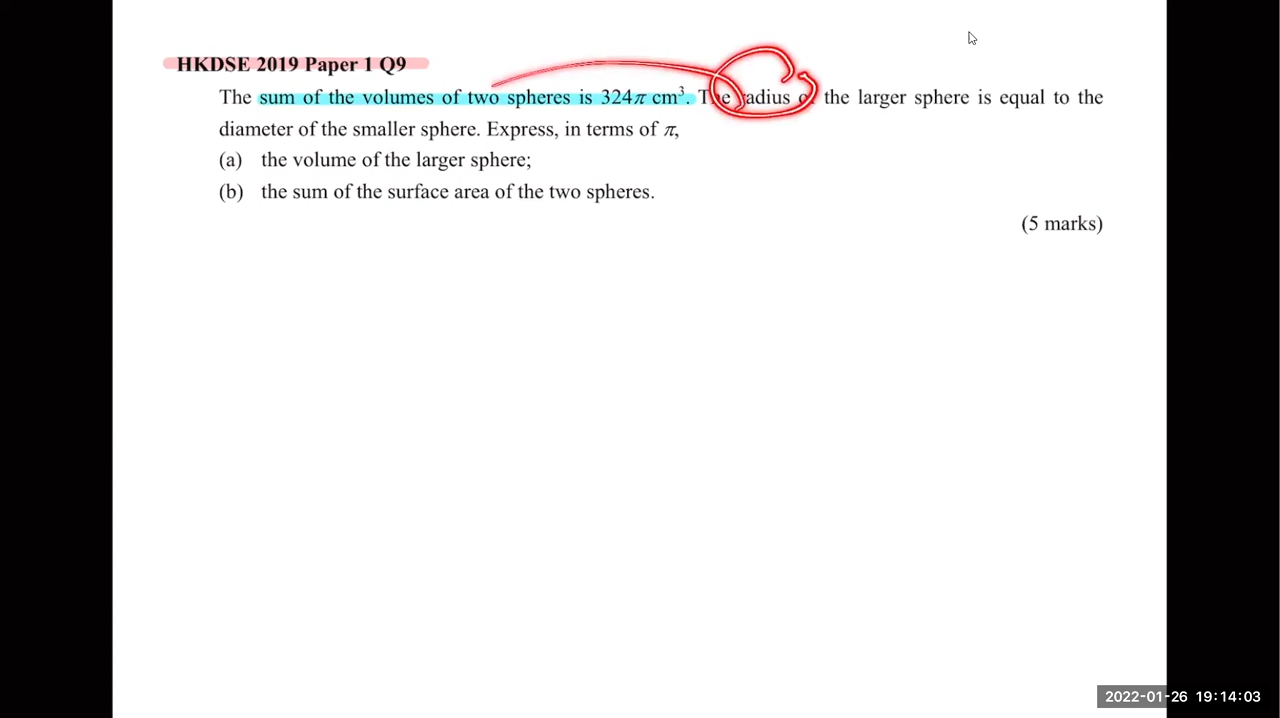 HKDSE 2019 Paper 1 Q9
The sum of the volumes of two spheres is 324π cm³. The radius of the larger sphere is equal to the
diameter of the smaller sphere. Express, in terms of π,
(a) the volume of the larger sphere;
(b) the sum of the surface area of the two spheres.
(5 marks)
2022-01-26 19:14:03